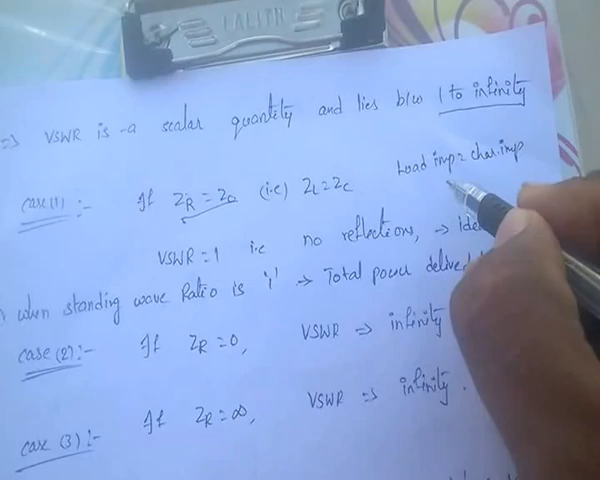 LALITH
=> VSWR is a scalar quantity and lies b/w 1 to infinity
Case(1) :- If ZR = Z0 (i.e) ZL = ZC Load imp = char. imp
VSWR = 1 i.e no reflections, →
when standing wave Ratio is '1' → Total power delivered
Case (2) :- If ZR = 0, VSWR => infinity
Case (3) :- If ZR = ∞, VSWR => infinity.